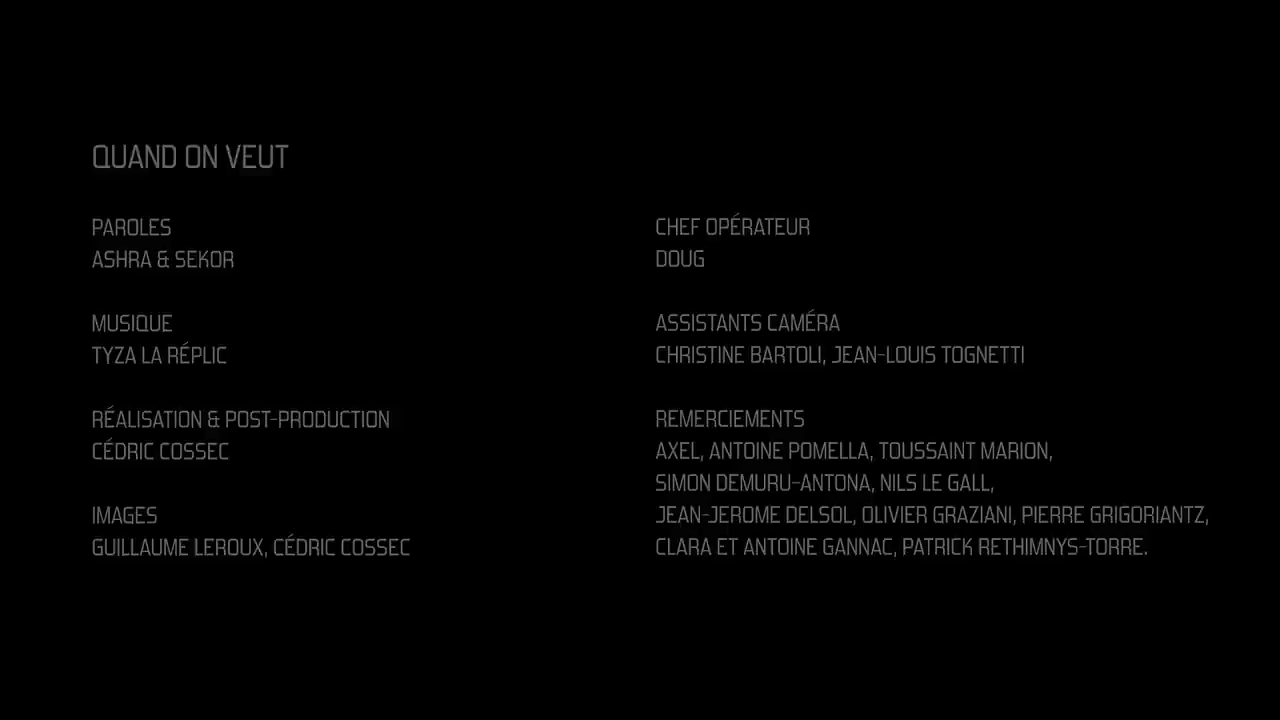 QUAND ON VEUT
PAROLES
ASHRA & SEKOR
MUSIQUE
TYZA LA RÉPLIC
RÉALISATION & POST-PRODUCTION
CÉDRIC COSSEC
IMAGES
GUILLAUME LEROUX, CÉDRIC COSSEC
CHEF OPÉRATEUR
DOUG
ASSISTANTS CAMÉRA
CHRISTINE BARTOLI, JEAN-LOUIS TOGNETTI
REMERCIEMENTS
AXEL, ANTOINE POMELLA, TOUSSAINT MARION,
SIMON DEMURU-ANTONA, NILS LE GALL,
JEAN-JEROME DELSOL, OLIVIER GRAZIANI, PIERRE GRIGORIANTZ,
CLARA ET ANTOINE GANNAC, PATRICK RETHIMNYS-TORRE.